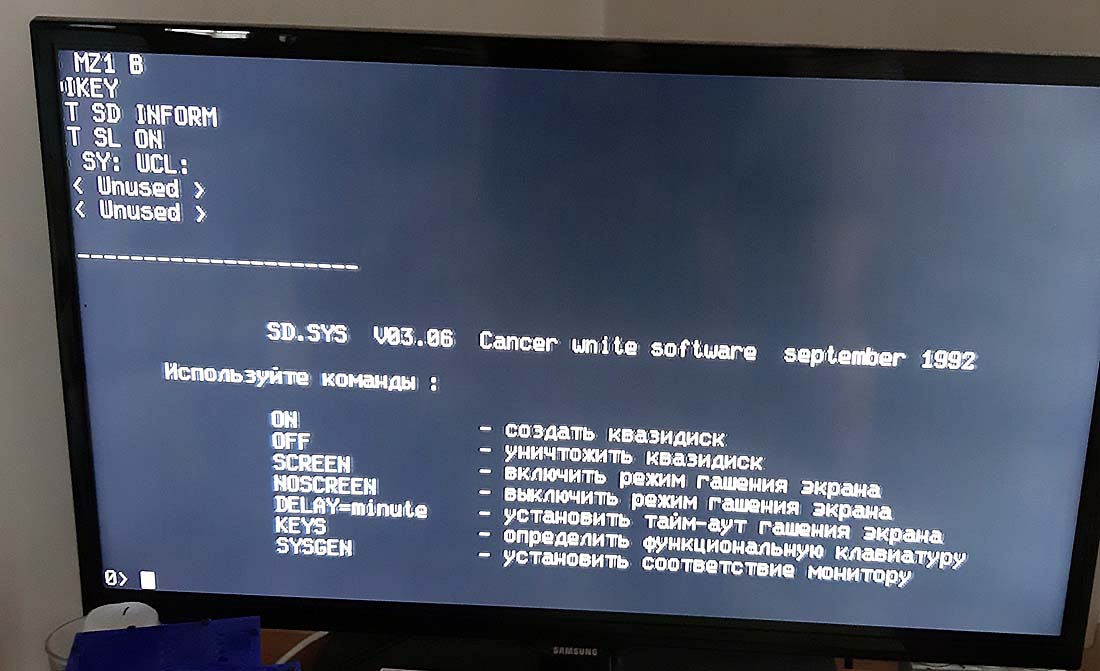 MZ1 B
IKEY
T SD INFORM
T SL ON
SY: UCL:
< Unused >
< Unused >
---------------------
SD.SYS V03.06 Cancer unite software september 1992
Используйте команды :
ON - создать квазидиск
OFF - уничтожить квазидиск
SCREEN - включить режим гашения экрана
NOSCREEN - выключить режим гашения экрана
DELAY=minute - установить тайм-аут гашения экрана
KEYS - определить функциональную клавиатуру
SYSGEN - установить соответствие монитору
0>
SAMSUNG